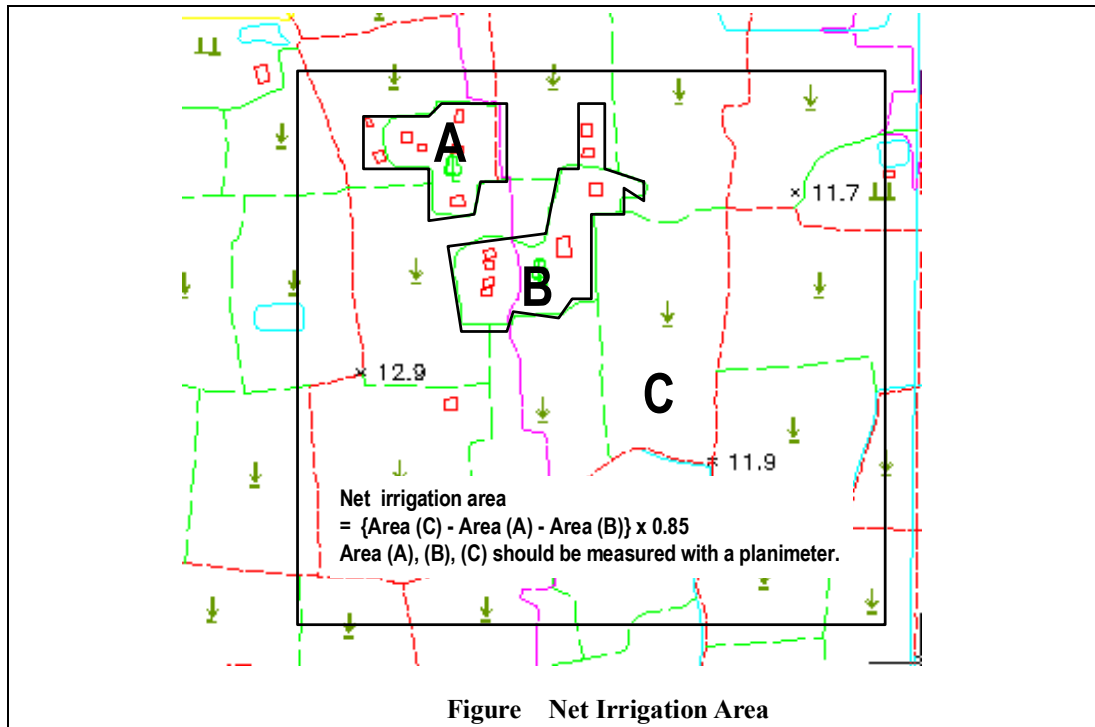 A
11.7
B
12.9
C
11.9
Net irrigation area
= {Area (C) - Area (A) - Area (B)} x 0.85
Area (A), (B), (C) should be measured with a planimeter.
Figure Net Irrigation Area